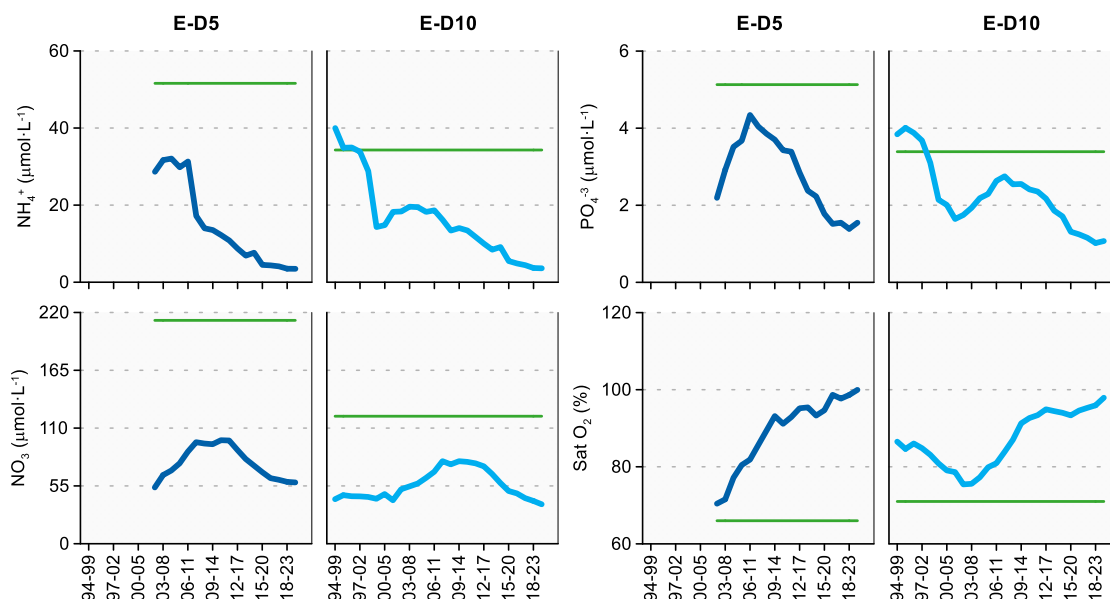 E-D5 E-D10 E-D5 E-D10
NH₄⁺ (μmol·L⁻¹)
60
40
20
0
PO₄⁻³ (μmol·L⁻¹)
6
4
2
0
NO₃ (μmol·L⁻¹)
220
165
110
55
0
Sat O₂ (%)
120
100
80
60
94-99 97-02 00-05 03-08 06-11 09-14 12-17 15-20 18-23
94-99 97-02 00-05 03-08 06-11 09-14 12-17 15-20 18-23
94-99 97-02 00-05 03-08 06-11 09-14 12-17 15-20 18-23
94-99 97-02 00-05 03-08 06-11 09-14 12-17 15-20 18-23